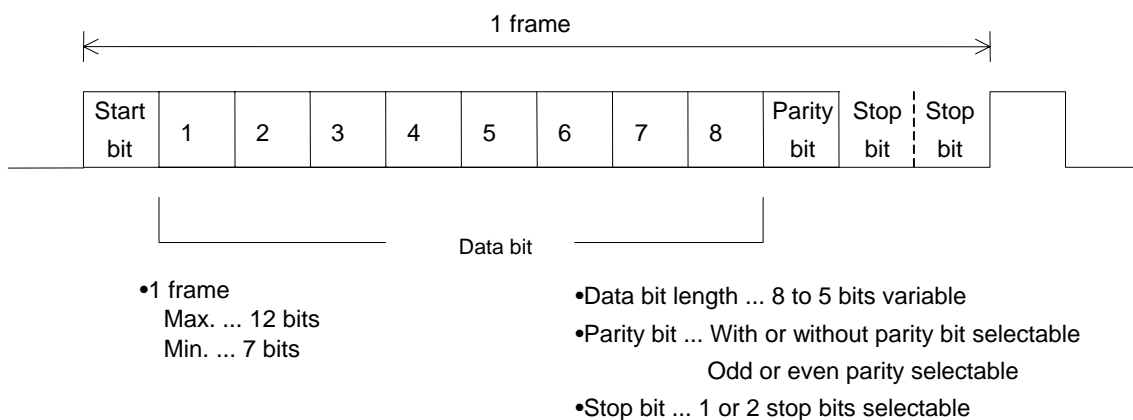 1 frame
Start bit
1
2
3
4
5
6
7
8
Parity bit
Stop bit
Stop bit
Data bit
•1 frame
Max. ... 12 bits
Min. ... 7 bits
•Data bit length ... 8 to 5 bits variable
•Parity bit ... With or without parity bit selectable
Odd or even parity selectable
•Stop bit ... 1 or 2 stop bits selectable